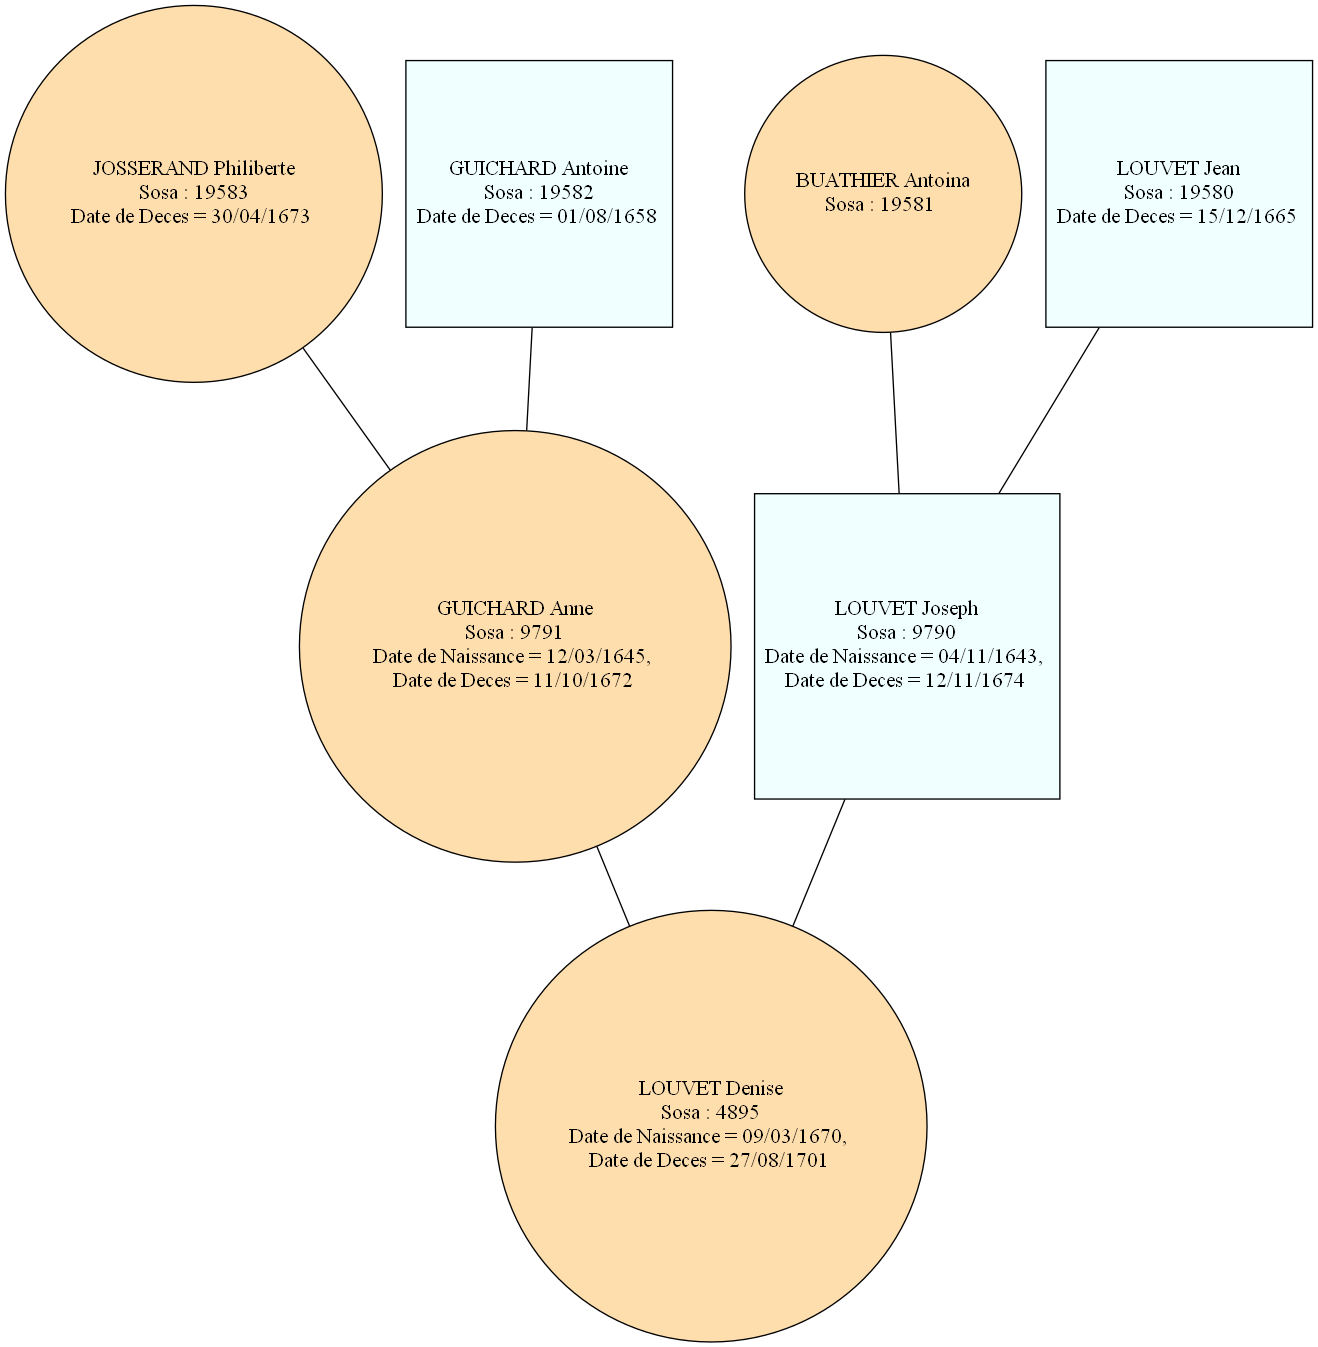 JOSSERAND Philiberte
Sosa : 19583
Date de Deces = 30/04/1673
GUICHARD Antoine
Sosa : 19582
Date de Deces = 01/08/1658
BUATHIER Antoina
Sosa : 19581
LOUVET Jean
Sosa : 19580
Date de Deces = 15/12/1665
GUICHARD Anne
Sosa : 9791
Date de Naissance = 12/03/1645,
Date de Deces = 11/10/1672
LOUVET Joseph
Sosa : 9790
Date de Naissance = 04/11/1643,
Date de Deces = 12/11/1674
LOUVET Denise
Sosa : 4895
Date de Naissance = 09/03/1670,
Date de Deces = 27/08/1701